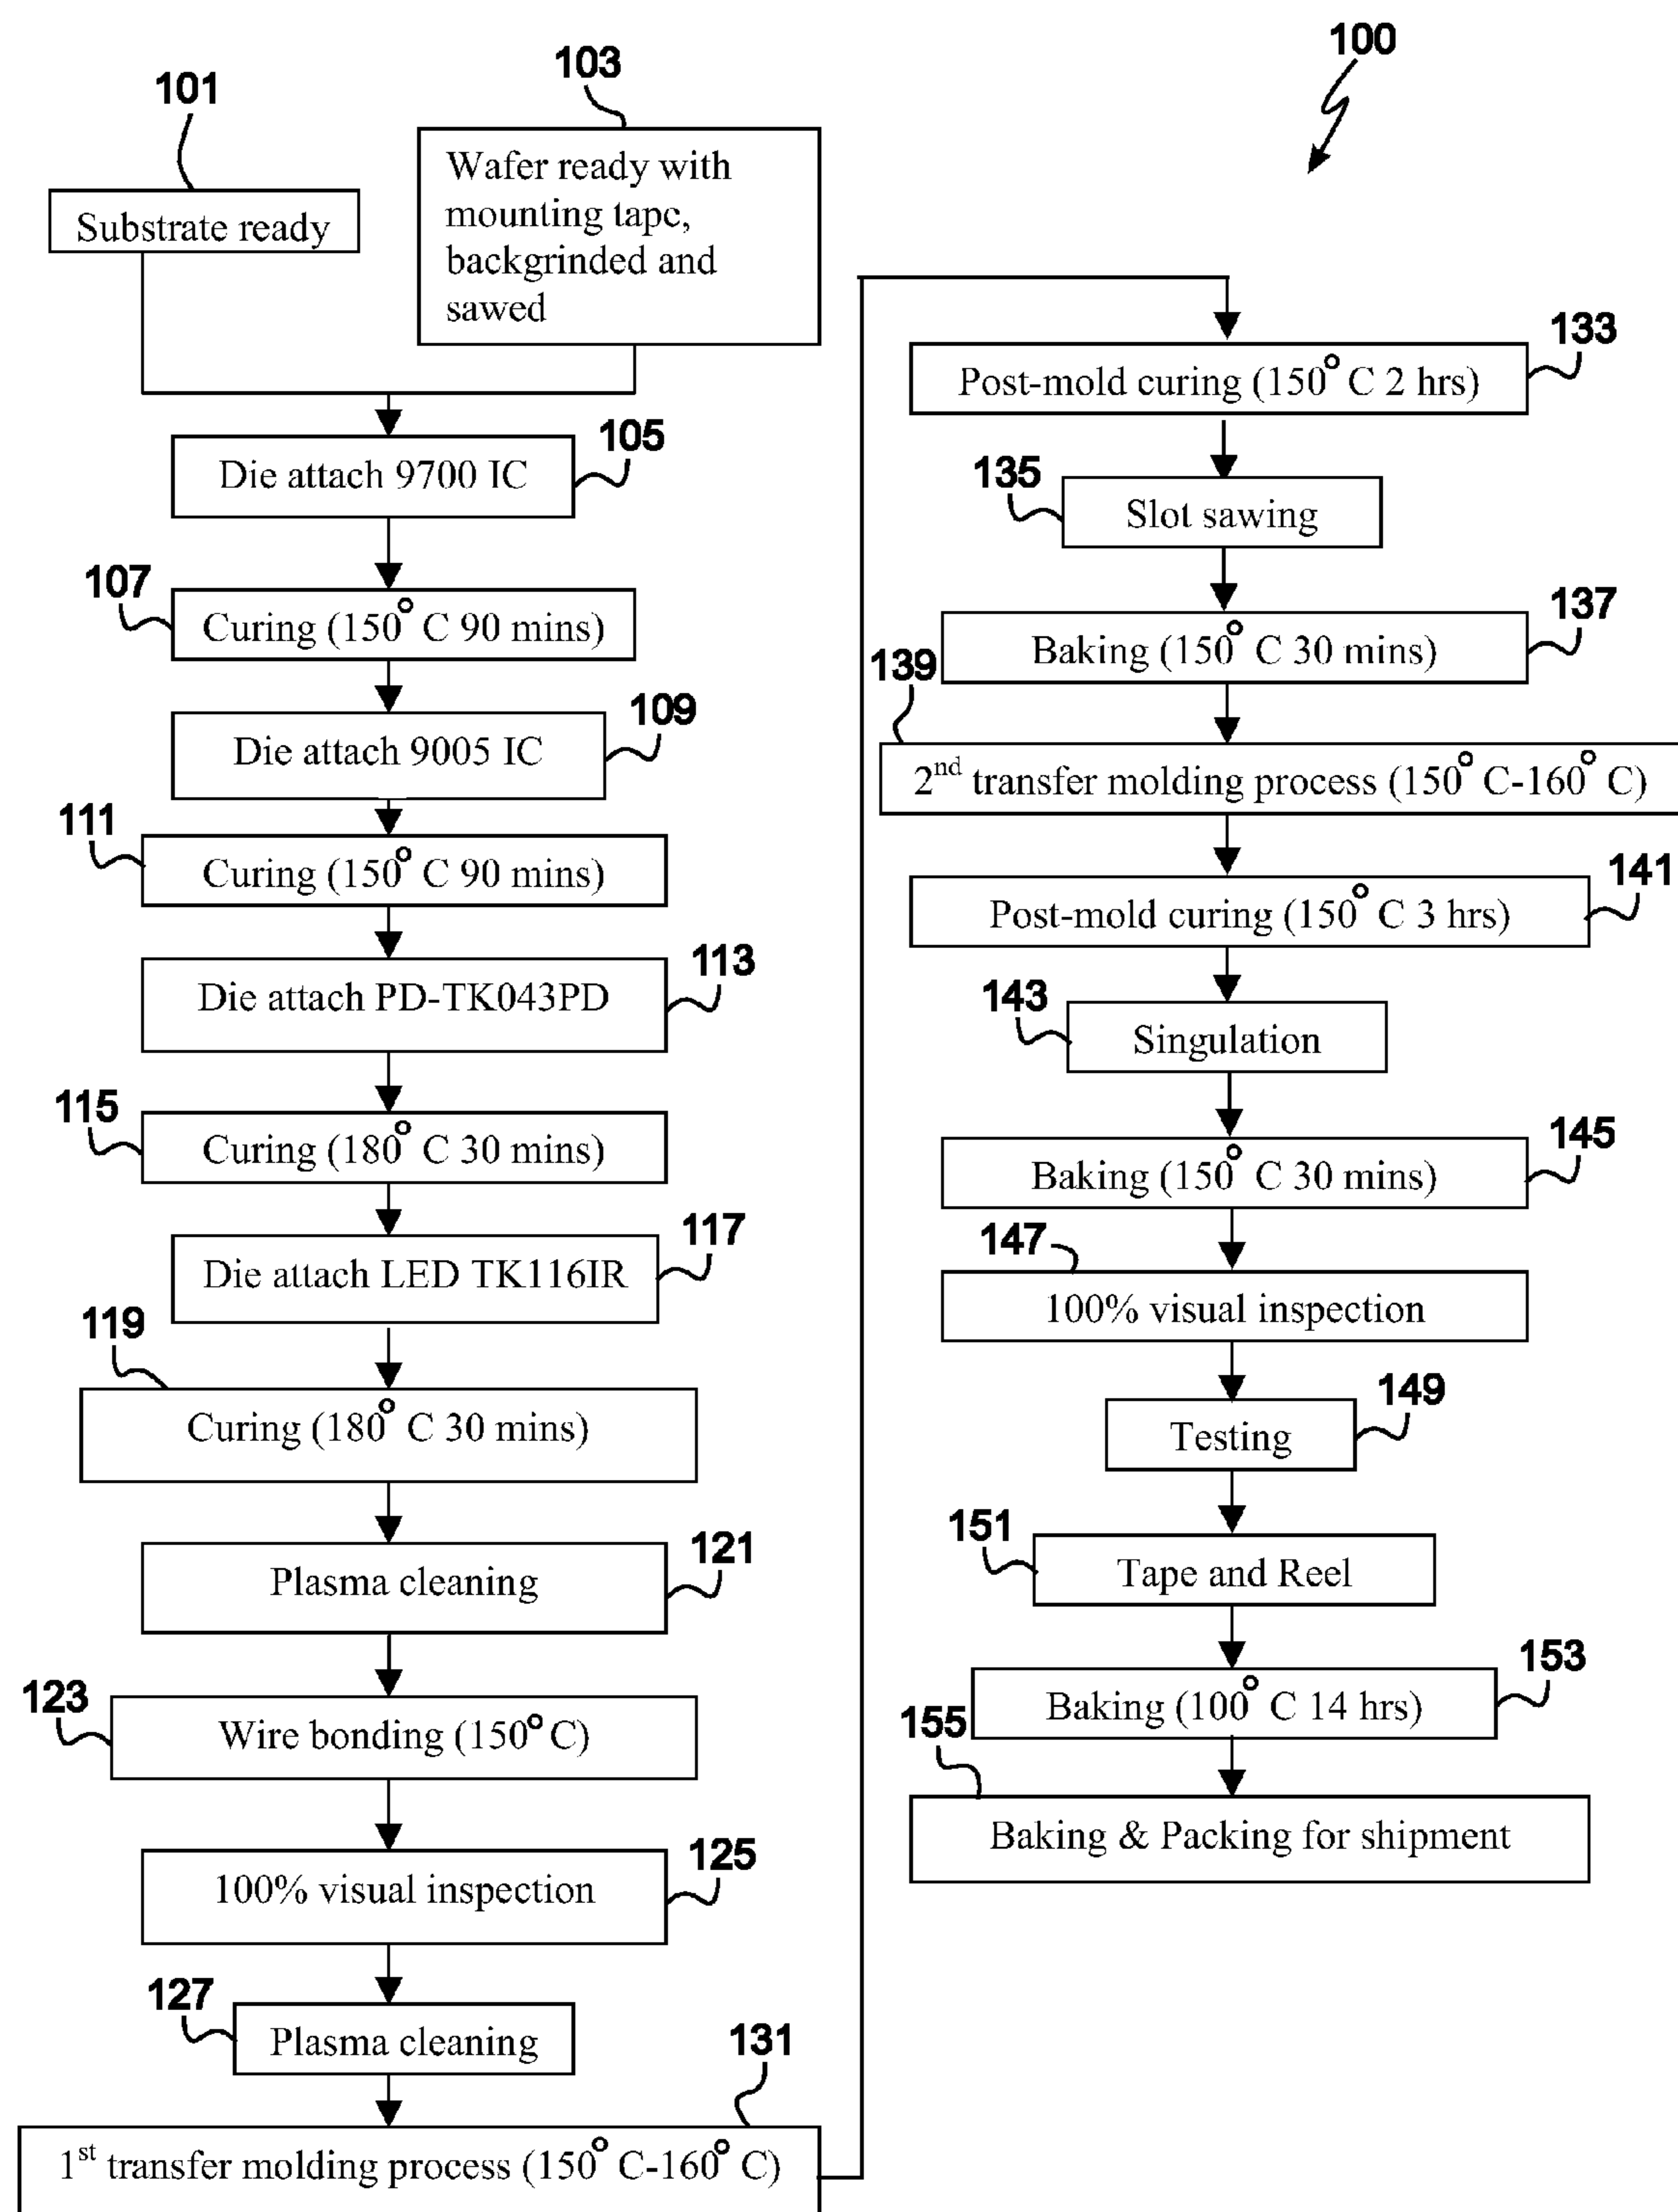 100
101
103
Substrate ready
Wafer ready with
mounting tape,
backgrinded and
sawed
105
Die attach 9700 IC
107
Curing (150° C 90 mins)
109
Die attach 9005 IC
111
Curing (150° C 90 mins)
113
Die attach PD-TK043PD
115
Curing (180° C 30 mins)
117
Die attach LED TK116IR
119
Curing (180° C 30 mins)
121
Plasma cleaning
123
Wire bonding (150° C)
125
100% visual inspection
127
Plasma cleaning
131
1st transfer molding process (150° C-160° C)
133
Post-mold curing (150° C 2 hrs)
135
Slot sawing
137
Baking (150° C 30 mins)
139
2nd transfer molding process (150° C-160° C)
141
Post-mold curing (150° C 3 hrs)
143
Singulation
145
Baking (150° C 30 mins)
147
100% visual inspection
149
Testing
151
Tape and Reel
153
Baking (100° C 14 hrs)
155
Baking & Packing for shipment